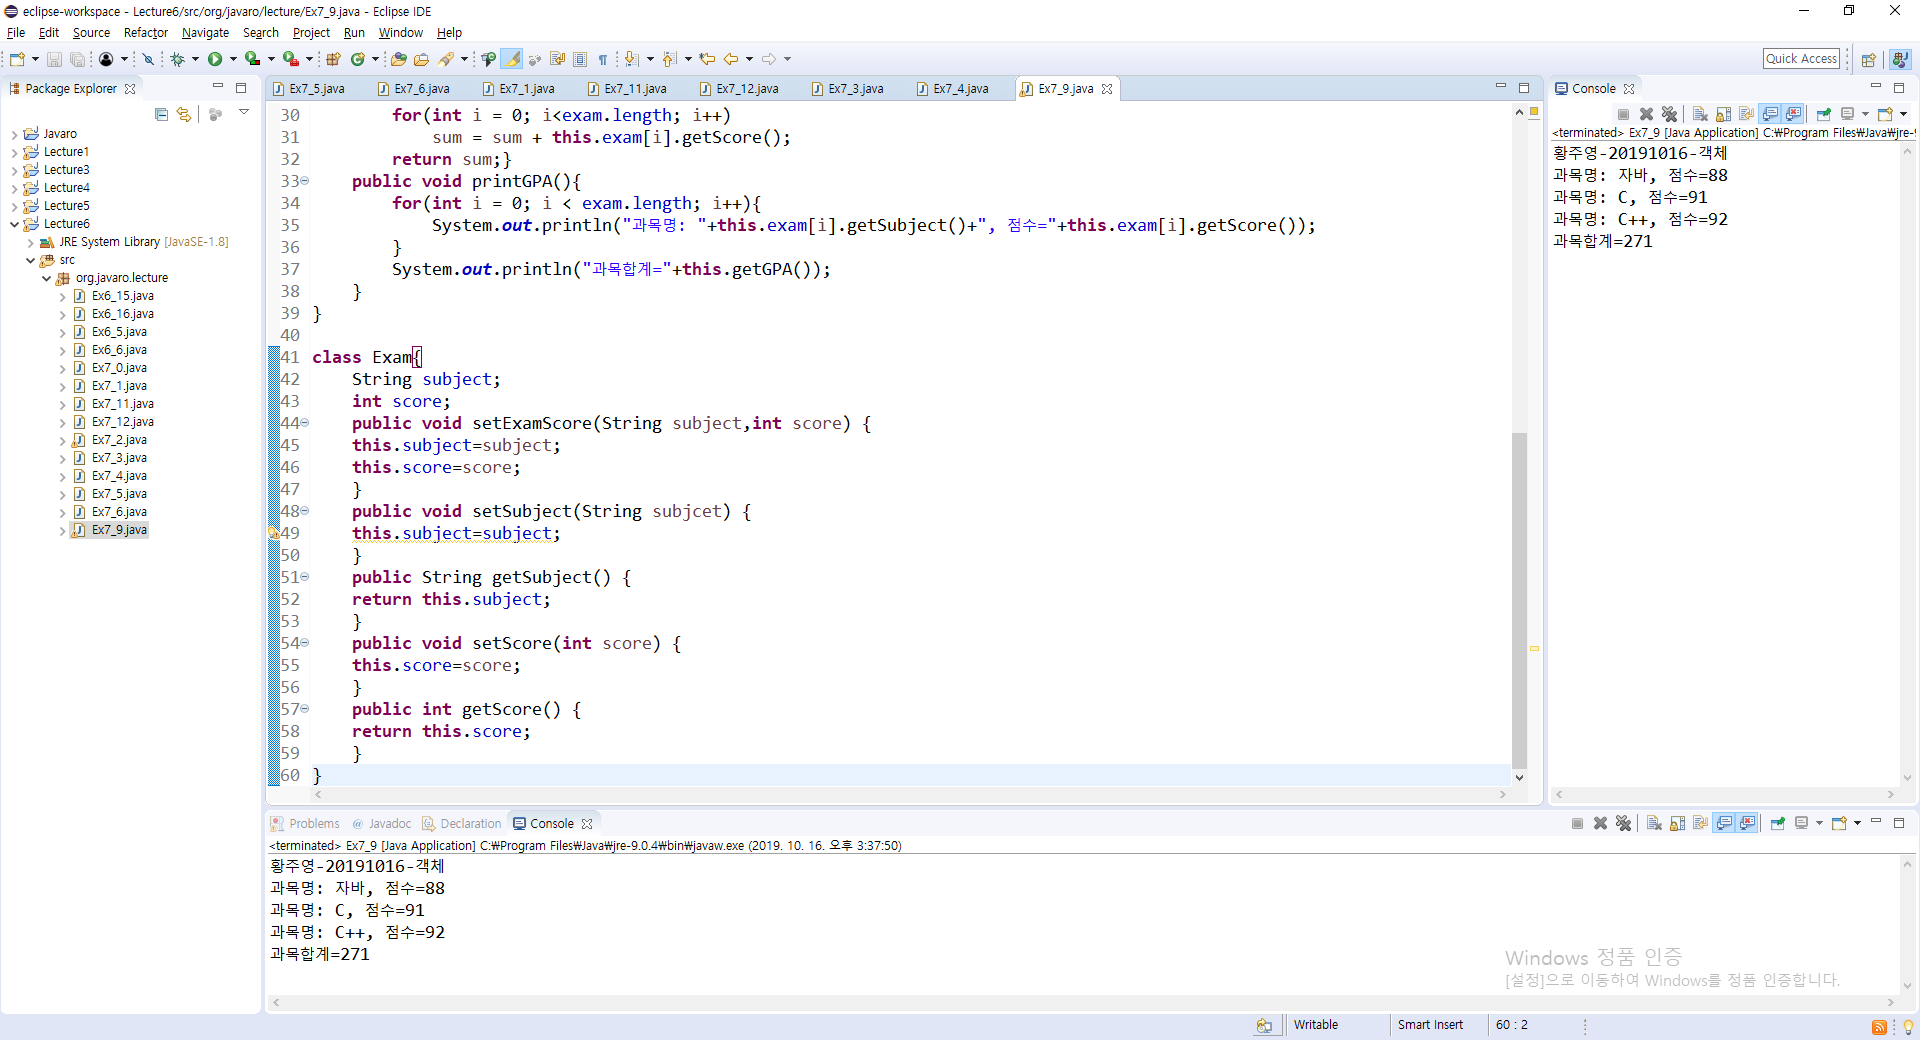 eclipse-workspace - Lecture6/src/org/javaro/lecture/Ex7_9.java - Eclipse IDE
File Edit Source Refactor Navigate Search Project Run Window Help
Quick Access
Package Explorer
Javaro
Lecture1
Lecture3
Lecture4
Lecture5
Lecture6
JRE System Library [JavaSE-1.8]
src
org.javaro.lecture
Ex6_15.java
Ex6_16.java
Ex6_5.java
Ex6_6.java
Ex7_0.java
Ex7_1.java
Ex7_11.java
Ex7_12.java
Ex7_2.java
Ex7_3.java
Ex7_4.java
Ex7_5.java
Ex7_6.java
Ex7_9.java
Ex7_5.java Ex7_6.java Ex7_1.java Ex7_11.java Ex7_12.java Ex7_3.java Ex7_4.java Ex7_9.java
30 for(int i = 0; i<exam.length; i++)
31 sum = sum + this.exam[i].getScore();
32 return sum;}
33 public void printGPA(){
34 for(int i = 0; i < exam.length; i++){
35 System.out.println("과목명: "+this.exam[i].getSubject()+", 점수="+this.exam[i].getScore());
36 }
37 System.out.println("과목합계="+this.getGPA());
38 }
39 }
40
41 class Exam{
42 String subject;
43 int score;
44 public void setExamScore(String subject,int score) {
45 this.subject=subject;
46 this.score=score;
47 }
48 public void setSubject(String subjcet) {
49 this.subject=subject;
50 }
51 public String getSubject() {
52 return this.subject;
53 }
54 public void setScore(int score) {
55 this.score=score;
56 }
57 public int getScore() {
58 return this.score;
59 }
60 }
Console
<terminated> Ex7_9 [Java Application] C:₩Program Files₩Java₩jre-9
황주영-20191016-객체
과목명: 자바, 점수=88
과목명: C, 점수=91
과목명: C++, 점수=92
과목합계=271
Problems Javadoc Declaration Console
<terminated> Ex7_9 [Java Application] C:₩Program Files₩Java₩jre-9.0.4₩bin₩javaw.exe (2019. 10. 16. 오후 3:37:50)
황주영-20191016-객체
과목명: 자바, 점수=88
과목명: C, 점수=91
과목명: C++, 점수=92
과목합계=271
Windows 정품 인증
[설정]으로 이동하여 Windows를 정품 인증합니다.
Writable Smart Insert 60 : 2